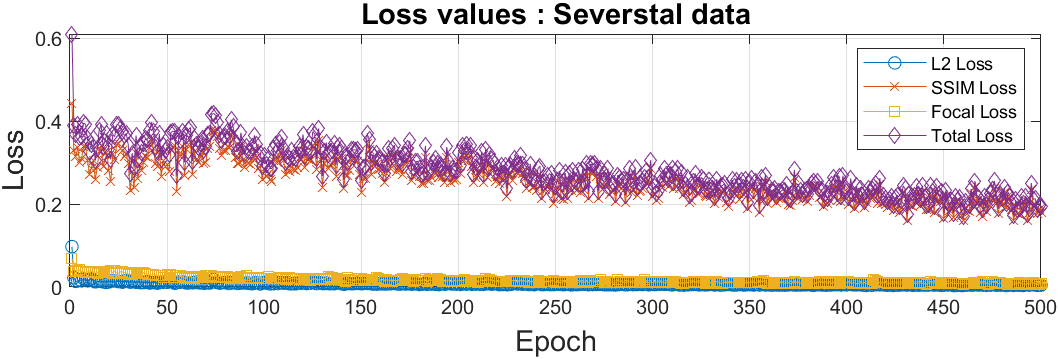 Loss values : Severstal data
Loss
0.6
0.4
0.2
0
L2 Loss
SSIM Loss
Focal Loss
Total Loss
0 50 100 150 200 250 300 350 400 450 500
Epoch